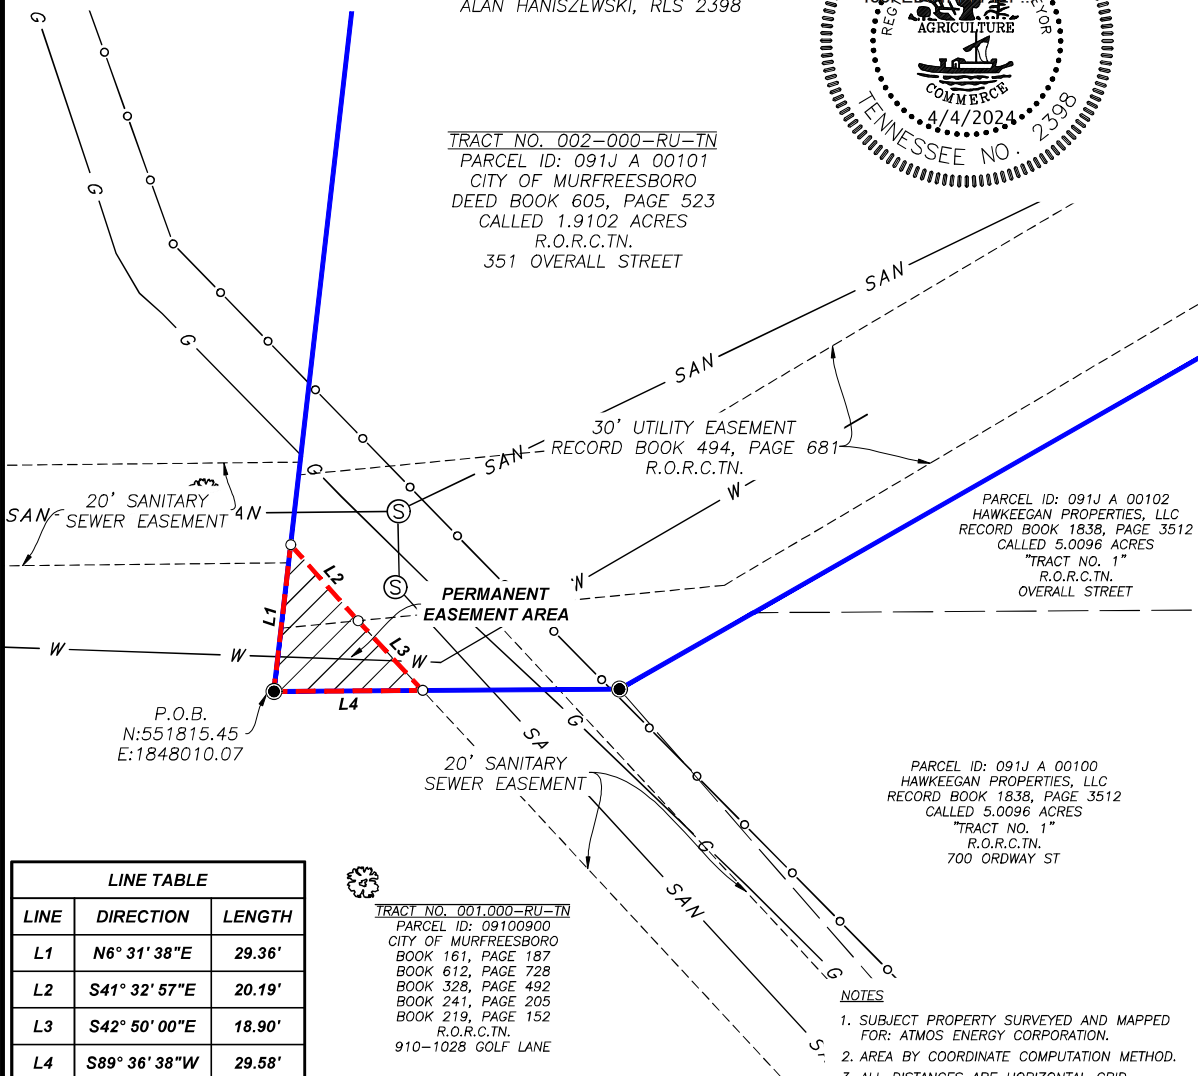 ALAN HANISZEWSKI, RLS 2398
AGRICULTURE
COMMERCE
4/4/2024
TENNESSEE NO. 2398
TRACT NO. 002-000-RU-TN
PARCEL ID: 091J A 00101
CITY OF MURFREESBORO
DEED BOOK 605, PAGE 523
CALLED 1.9102 ACRES
R.O.R.C.TN.
351 OVERALL STREET
G
G
G
G
SAN
SAN
SAN
30' UTILITY EASEMENT
RECORD BOOK 494, PAGE 681
R.O.R.C.TN.
W
20' SANITARY
SEWER EASEMENT
SAN
S
S
PARCEL ID: 091J A 00102
HAWKEEGAN PROPERTIES, LLC
RECORD BOOK 1838, PAGE 3512
CALLED 5.0096 ACRES
"TRACT NO. 1"
R.O.R.C.TN.
OVERALL STREET
PERMANENT
EASEMENT AREA
W
L1
L2
L3
L4
W
W
W
P.O.B.
N:551815.45
E:1848010.07
G
SA
20' SANITARY
SEWER EASEMENT
G
SAN
G
PARCEL ID: 091J A 00100
HAWKEEGAN PROPERTIES, LLC
RECORD BOOK 1838, PAGE 3512
CALLED 5.0096 ACRES
"TRACT NO. 1"
R.O.R.C.TN.
700 ORDWAY ST
LINE TABLE
LINE DIRECTION LENGTH
L1 N6° 31' 38"E 29.36'
L2 S41° 32' 57"E 20.19'
L3 S42° 50' 00"E 18.90'
L4 S89° 36' 38"W 29.58'
TRACT NO. 001.000-RU-TN
PARCEL ID: 09100900
CITY OF MURFREESBORO
BOOK 161, PAGE 187
BOOK 612, PAGE 728
BOOK 328, PAGE 492
BOOK 241, PAGE 205
BOOK 219, PAGE 152
R.O.R.C.TN.
910-1028 GOLF LANE
NOTES
1. SUBJECT PROPERTY SURVEYED AND MAPPED
FOR: ATMOS ENERGY CORPORATION.
2. AREA BY COORDINATE COMPUTATION METHOD.
3. ALL DISTANCES ARE HORIZONTAL GRID